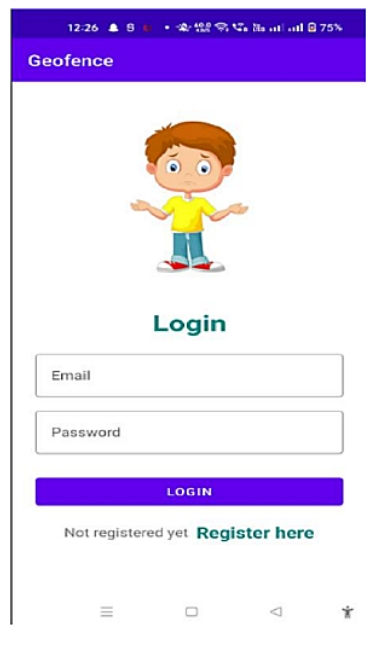 12:26 75%
Geofence
Login
Email
Password
LOGIN
Not registered yet Register here